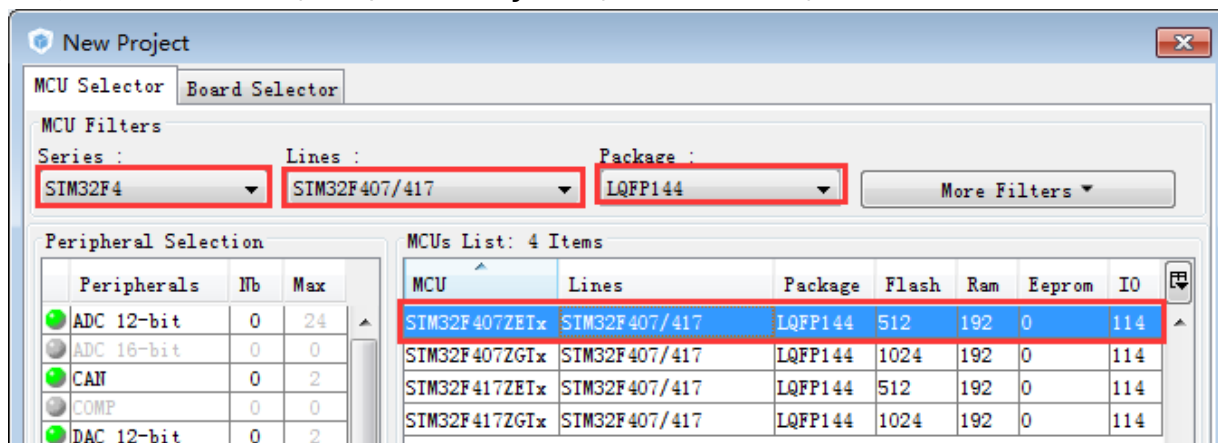 New Project
MCU Selector Board Selector
MCU Filters
Series : Lines : Package :
STM32F4 STM32F407/417 LQFP144 More Filters
Peripheral Selection MCUs List: 4 Items
Peripherals Nb Max MCU Lines Package Flash Ram Eeprom IO
ADC 12-bit 0 24 STM32F407ZETx STM32F407/417 LQFP144 512 192 0 114
ADC 16-bit 0 0 STM32F407ZGTx STM32F407/417 LQFP144 1024 192 0 114
CAN 0 2 STM32F417ZETx STM32F407/417 LQFP144 512 192 0 114
COMP 0 0 STM32F417ZGTx STM32F407/417 LQFP144 1024 192 0 114
DAC 12-bit 0 2